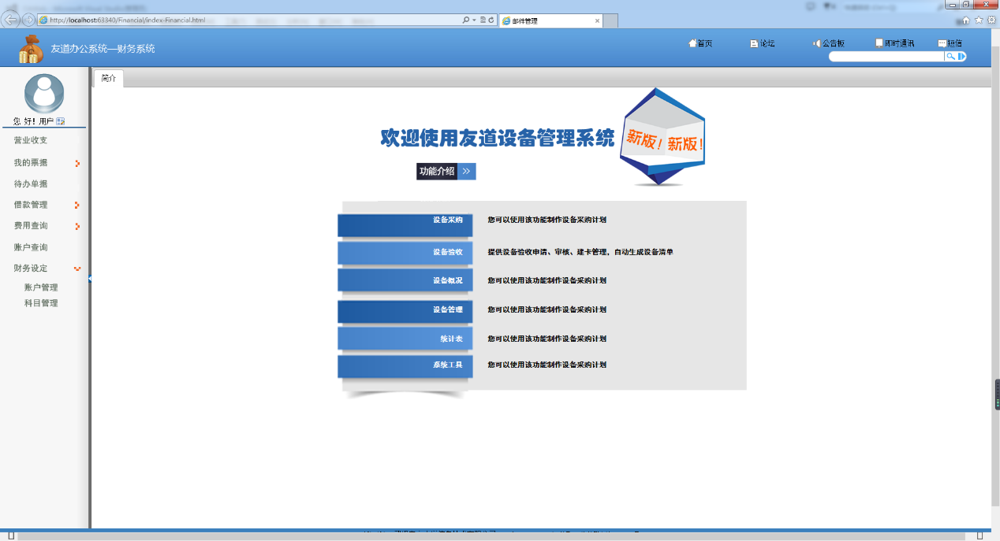 http://localhost:63340/Financial/index-Financial.html
邮件管理
友道办公系统—财务系统
首页
论坛
公告板
即时通讯
短信
简介
您 好！用户
营业收支
我的票据
待办单据
借款管理
费用查询
账户查询
财务设定
账户管理
科目管理
欢迎使用友道设备管理系统
新版！新版！
功能介绍 »
设备采购 您可以使用该功能制作设备采购计划
设备验收 提供设备验收申请、审核、建卡管理，自动生成设备清单
设备概况 您可以使用该功能制作设备采购计划
设备管理 您可以使用该功能制作设备采购计划
统计表 您可以使用该功能制作设备采购计划
系统工具 您可以使用该功能制作设备采购计划